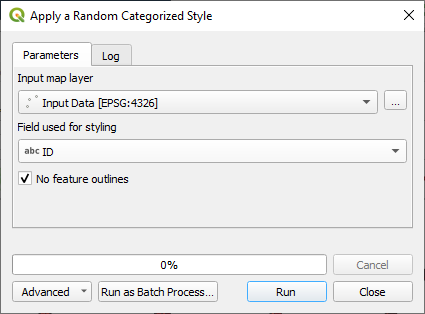 Apply a Random Categorized Style
Parameters
Log
Input map layer
Input Data [EPSG:4326]
...
Field used for styling
abc ID
No feature outlines
0%
Cancel
Advanced
Run as Batch Process...
Run
Close